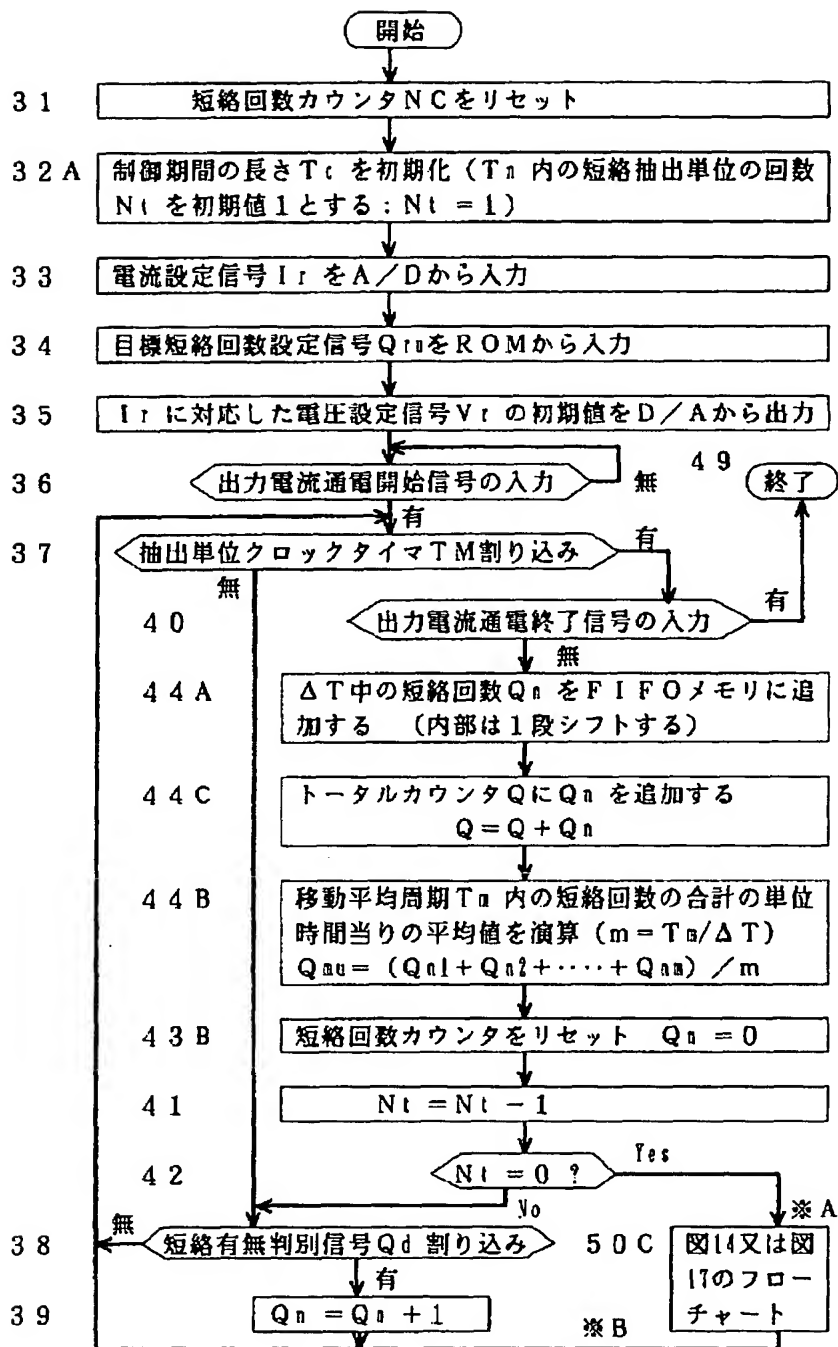 開始
31 短絡回数カウンタNCをリセット
32A 制御期間の長さTtを初期化(Tn内の短絡抽出単位の回数
Ntを初期値1とする:Nt=1)
33 電流設定信号IrをA/Dから入力
34 目標短絡回数設定信号QruをROMから入力
35 Irに対応した電圧設定信号Vrの初期値をD/Aから出力
36 出力電流通電開始信号の入力 無 49 終了
有
37 抽出単位クロックタイマTM割り込み 有
無
40 出力電流通電終了信号の入力 有
無
44A ΔT中の短絡回数QnをFIFOメモリに追
加する (内部は1段シフトする)
44C トータルカウンタQにQnを追加する
Q=Q+Qn
44B 移動平均周期Tm内の短絡回数の合計の単位
時間当りの平均値を演算(m=Tm/ΔT)
Qmu=(Qn1+Qn2+‥‥+Qnm)/m
43B 短絡回数カウンタをリセット Qn=0
41 Nt=Nt-1
42 Nt=0? Yes
No
※A
無 38 短絡有無判別信号Qd割り込み 50C 図14又は図
17のフロー
チャート
有
39 Qn=Qn+1 ※B